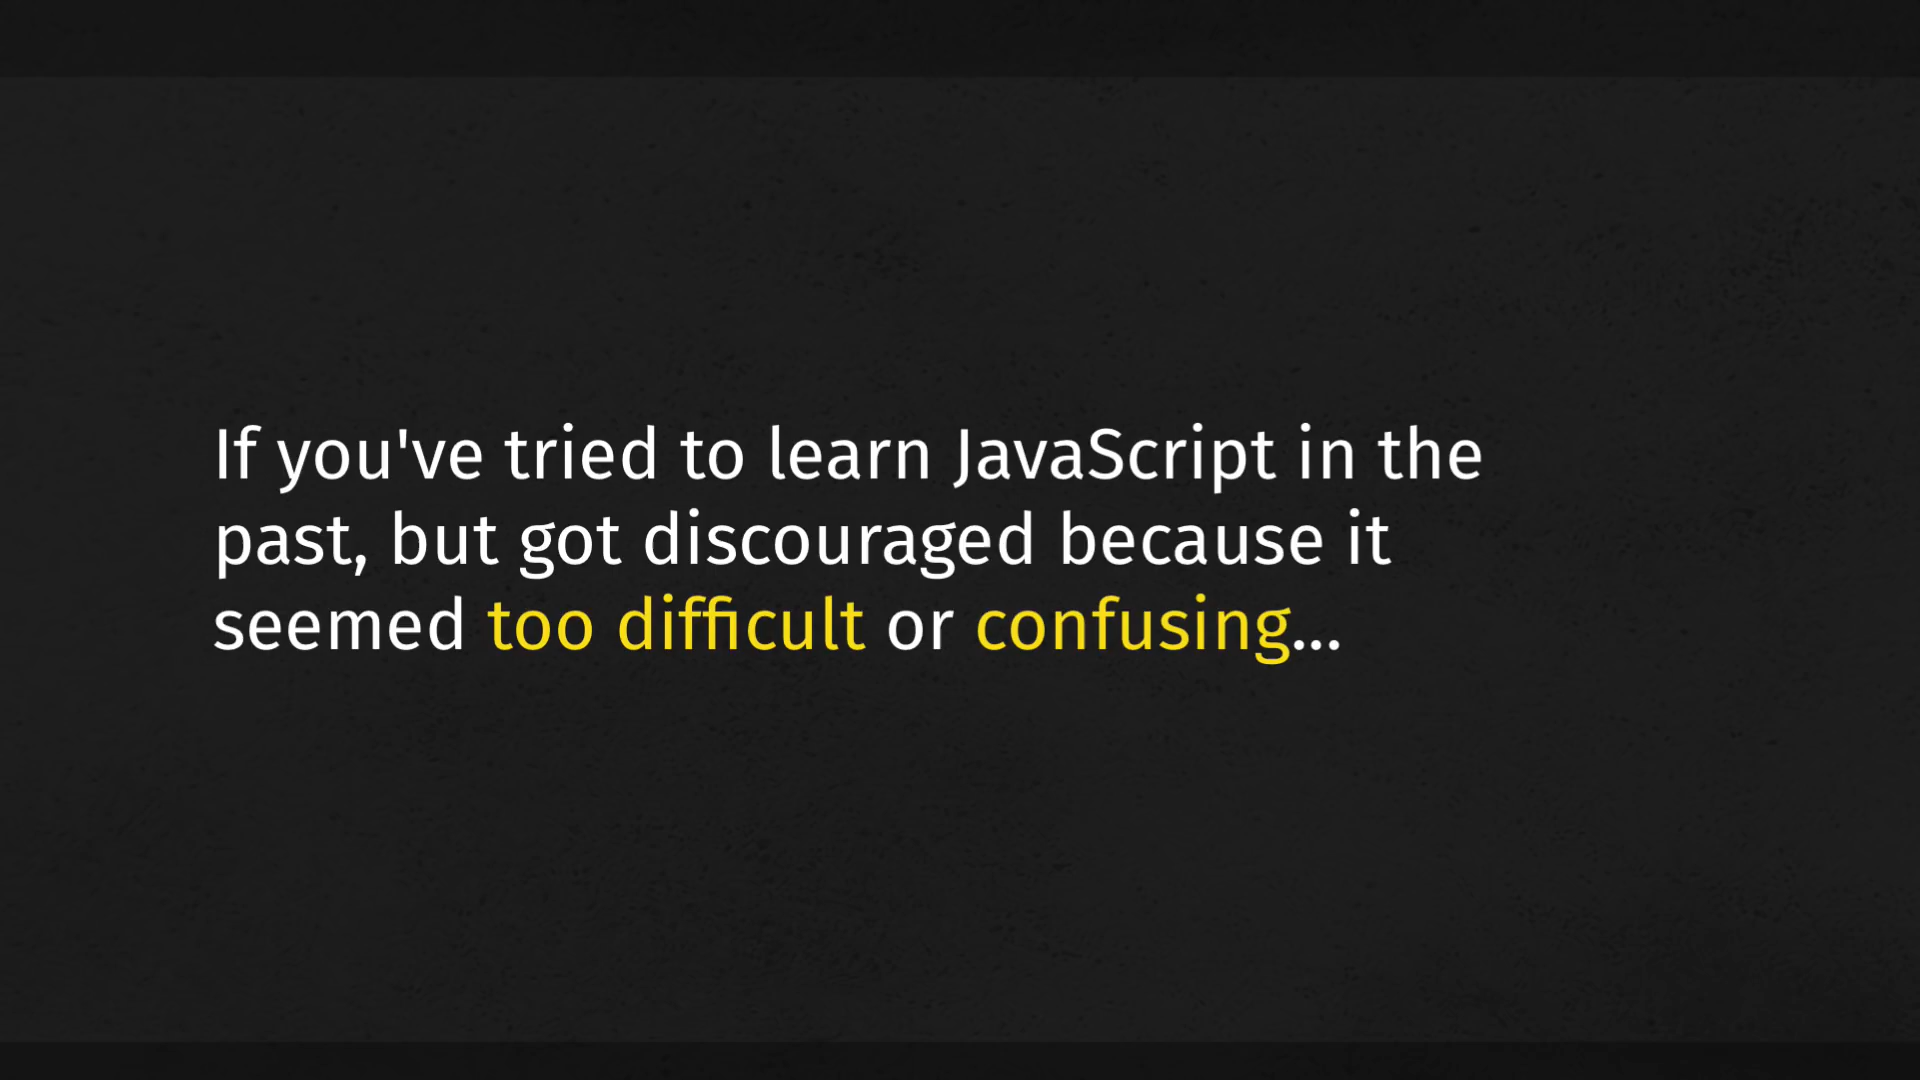 If you've tried to learn JavaScript in the
past, but got discouraged because it
seemed too difficult or confusing...